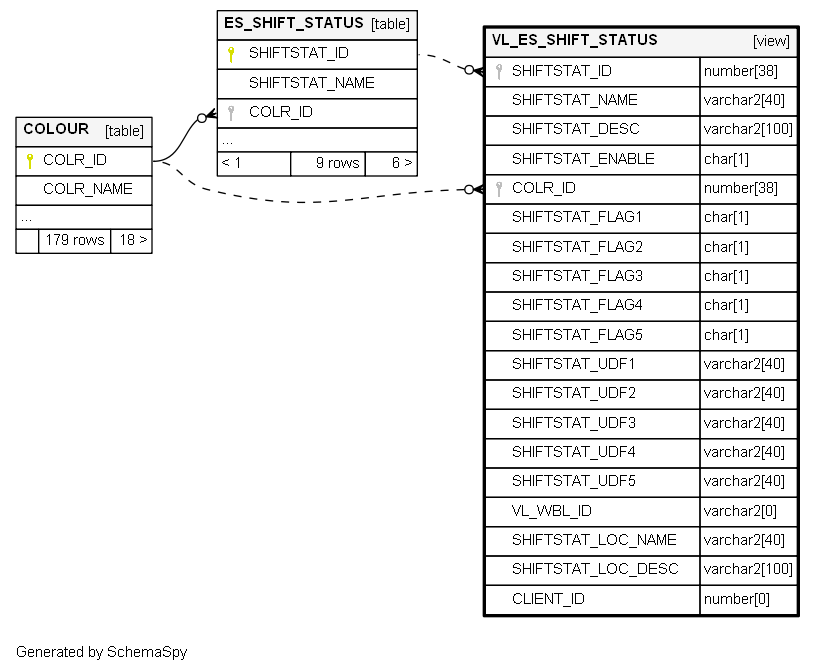 COLOUR [table]
COLR_ID
COLR_NAME
...
179 rows 18 >
ES_SHIFT_STATUS [table]
SHIFTSTAT_ID
SHIFTSTAT_NAME
COLR_ID
...
< 1 9 rows 6 >
VL_ES_SHIFT_STATUS [view]
SHIFTSTAT_ID number[38]
SHIFTSTAT_NAME varchar2[40]
SHIFTSTAT_DESC varchar2[100]
SHIFTSTAT_ENABLE char[1]
COLR_ID number[38]
SHIFTSTAT_FLAG1 char[1]
SHIFTSTAT_FLAG2 char[1]
SHIFTSTAT_FLAG3 char[1]
SHIFTSTAT_FLAG4 char[1]
SHIFTSTAT_FLAG5 char[1]
SHIFTSTAT_UDF1 varchar2[40]
SHIFTSTAT_UDF2 varchar2[40]
SHIFTSTAT_UDF3 varchar2[40]
SHIFTSTAT_UDF4 varchar2[40]
SHIFTSTAT_UDF5 varchar2[40]
VL_WBL_ID varchar2[0]
SHIFTSTAT_LOC_NAME varchar2[40]
SHIFTSTAT_LOC_DESC varchar2[100]
CLIENT_ID number[0]
Generated by SchemaSpy